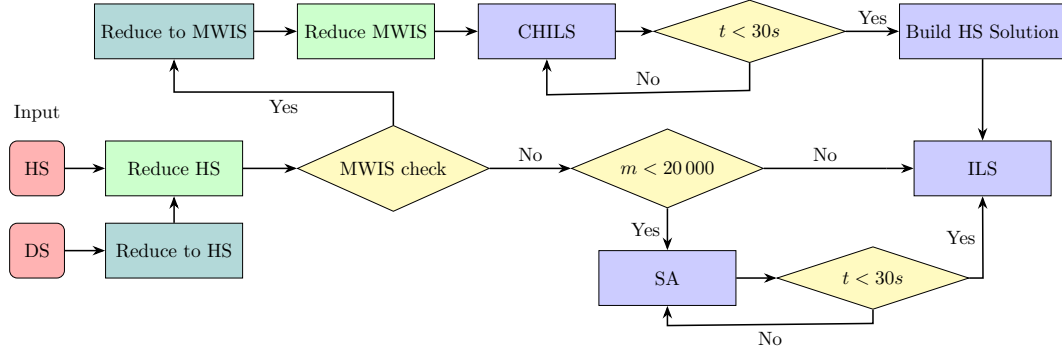 Reduce to MWIS
Reduce MWIS
CHILS
t < 30s
Yes
Build HS Solution
No
Yes
Input
HS
Reduce HS
MWIS check
No
m < 20 000
No
ILS
DS
Reduce to HS
Yes
SA
t < 30s
Yes
No